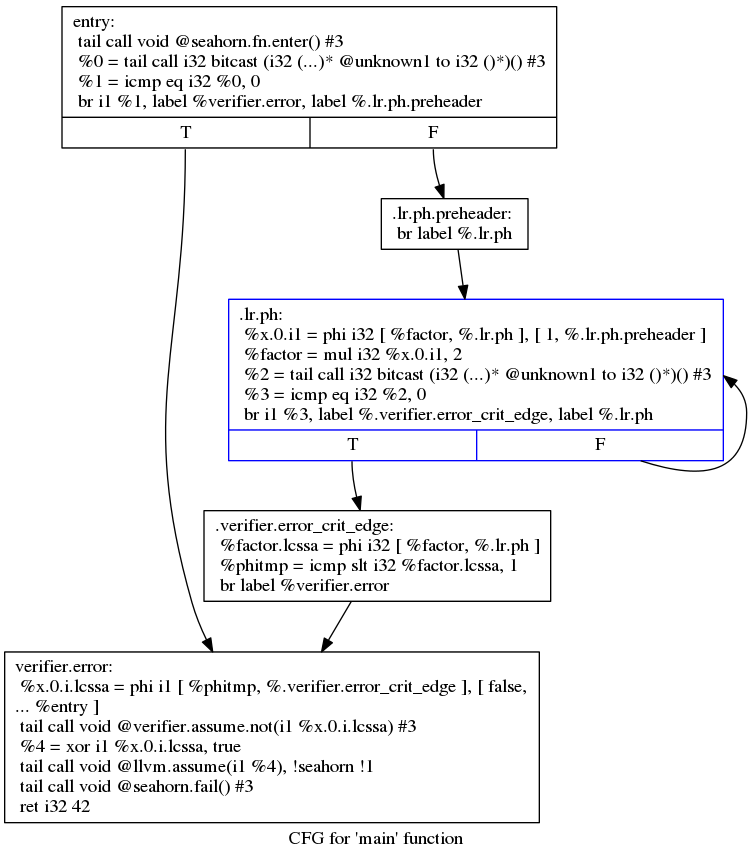 entry:
tail call void @seahorn.fn.enter() #3
%0 = tail call i32 bitcast (i32 (...)* @unknown1 to i32 ()*)() #3
%1 = icmp eq i32 %0, 0
br i1 %1, label %verifier.error, label %.lr.ph.preheader
T
F
.lr.ph.preheader:
br label %.lr.ph
.lr.ph:
%x.0.i1 = phi i32 [ %factor, %.lr.ph ], [ 1, %.lr.ph.preheader ]
%factor = mul i32 %x.0.i1, 2
%2 = tail call i32 bitcast (i32 (...)* @unknown1 to i32 ()*)() #3
%3 = icmp eq i32 %2, 0
br i1 %3, label %.verifier.error_crit_edge, label %.lr.ph
T
F
.verifier.error_crit_edge:
%factor.lcssa = phi i32 [ %factor, %.lr.ph ]
%phitmp = icmp slt i32 %factor.lcssa, 1
br label %verifier.error
verifier.error:
%x.0.i.lcssa = phi i1 [ %phitmp, %.verifier.error_crit_edge ], [ false,
... %entry ]
tail call void @verifier.assume.not(i1 %x.0.i.lcssa) #3
%4 = xor i1 %x.0.i.lcssa, true
tail call void @llvm.assume(i1 %4), !seahorn !1
tail call void @seahorn.fail() #3
ret i32 42
CFG for 'main' function